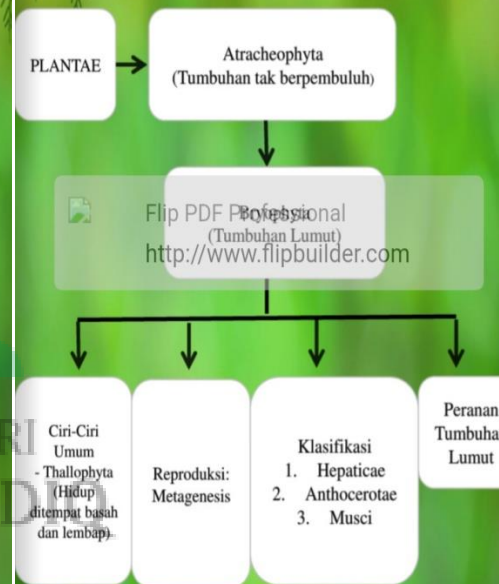 PLANTAE
Atracheophyta
(Tumbuhan tak berpembuluh)
Bryophyta
(Tumbuhan Lumut)
Flip PDF Professional
http://www.flipbuilder.com
Ciri-Ciri
Umum
- Thallophyta
(Hidup
ditempat basah
dan lembap)
Reproduksi:
Metagenesis
Klasifikasi
1. Hepaticae
2. Anthocerotae
3. Musci
Peranan
Tumbuha
Lumut
RI
DIQ